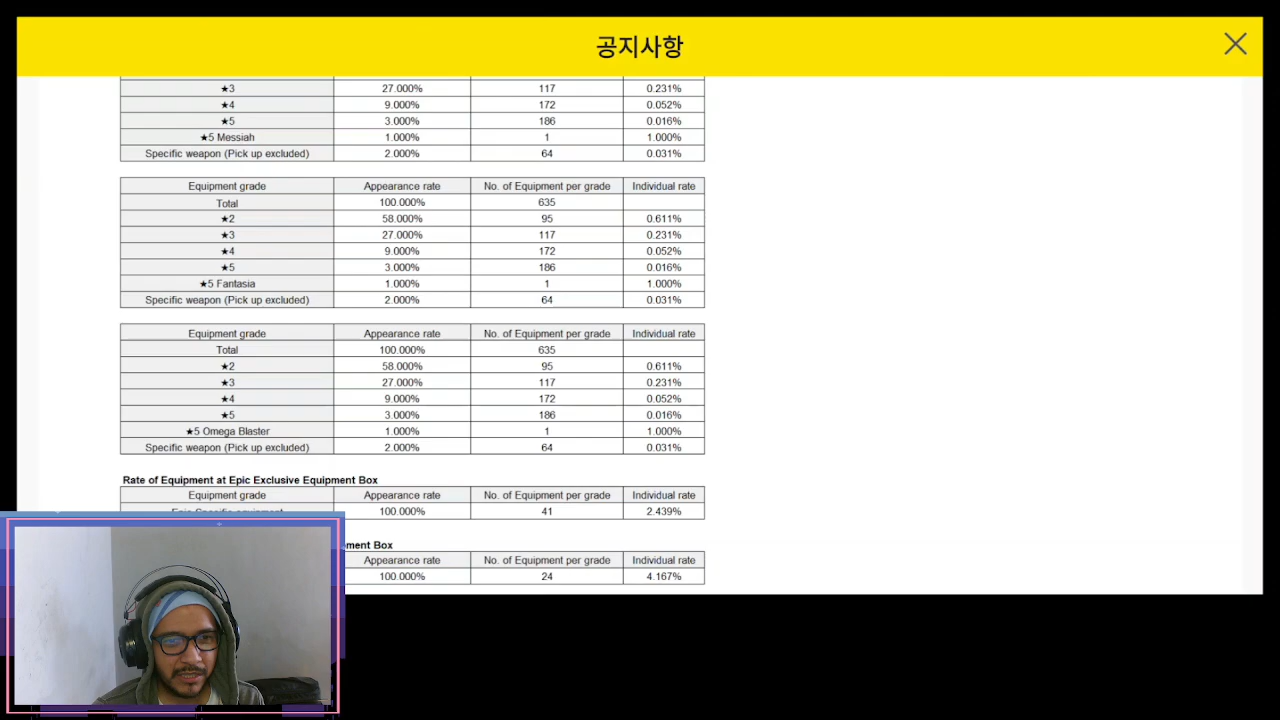 공지사항
★3 27.000% 117 0.231%
★4 9.000% 172 0.052%
★5 3.000% 186 0.016%
★5 Messiah 1.000% 1 1.000%
Specific weapon (Pick up excluded) 2.000% 64 0.031%
Equipment grade Appearance rate No. of Equipment per grade Individual rate
Total 100.000% 635
★2 58.000% 95 0.611%
★3 27.000% 117 0.231%
★4 9.000% 172 0.052%
★5 3.000% 186 0.016%
★5 Fantasia 1.000% 1 1.000%
Specific weapon (Pick up excluded) 2.000% 64 0.031%
Equipment grade Appearance rate No. of Equipment per grade Individual rate
Total 100.000% 635
★2 58.000% 95 0.611%
★3 27.000% 117 0.231%
★4 9.000% 172 0.052%
★5 3.000% 186 0.016%
★5 Omega Blaster 1.000% 1 1.000%
Specific weapon (Pick up excluded) 2.000% 64 0.031%
Rate of Equipment at Epic Exclusive Equipment Box
Equipment grade Appearance rate No. of Equipment per grade Individual rate
Epic Specific equipment 100.000% 41 2.439%
ment Box
Appearance rate No. of Equipment per grade Individual rate
100.000% 24 4.167%